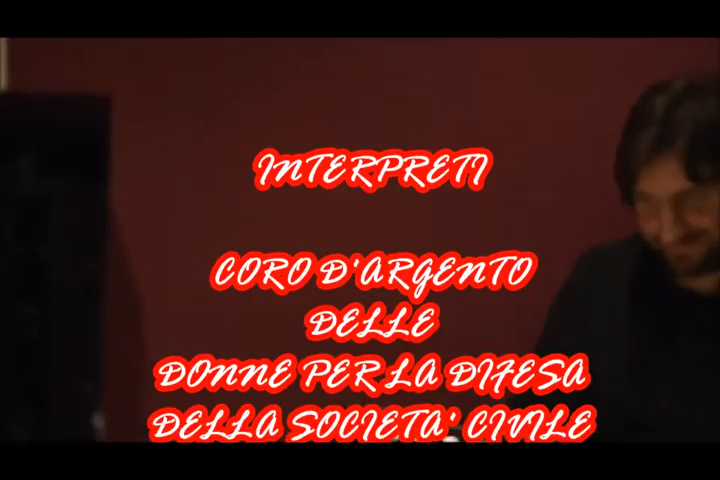 INTERPRETI
CORO D'ARGENTO
DELLE
DONNE PER LA DIFESA
DELLA SOCIETA' CIVILE